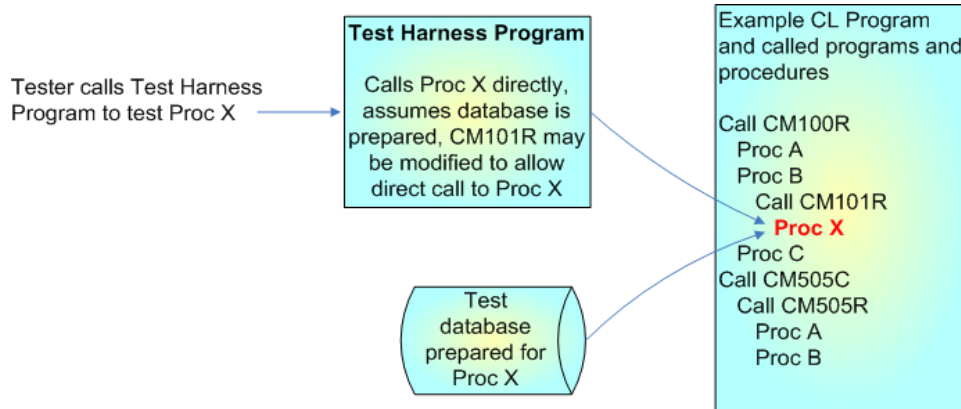 Tester calls Test Harness
Program to test Proc X
Test Harness Program
Calls Proc X directly,
assumes database is
prepared, CM101R may
be modified to allow
direct call to Proc X
Test
database
prepared for
Proc X
Example CL Program
and called programs and
procedures
Call CM100R
Proc A
Proc B
Call CM101R
Proc X
Proc C
Call CM505C
Call CM505R
Proc A
Proc B